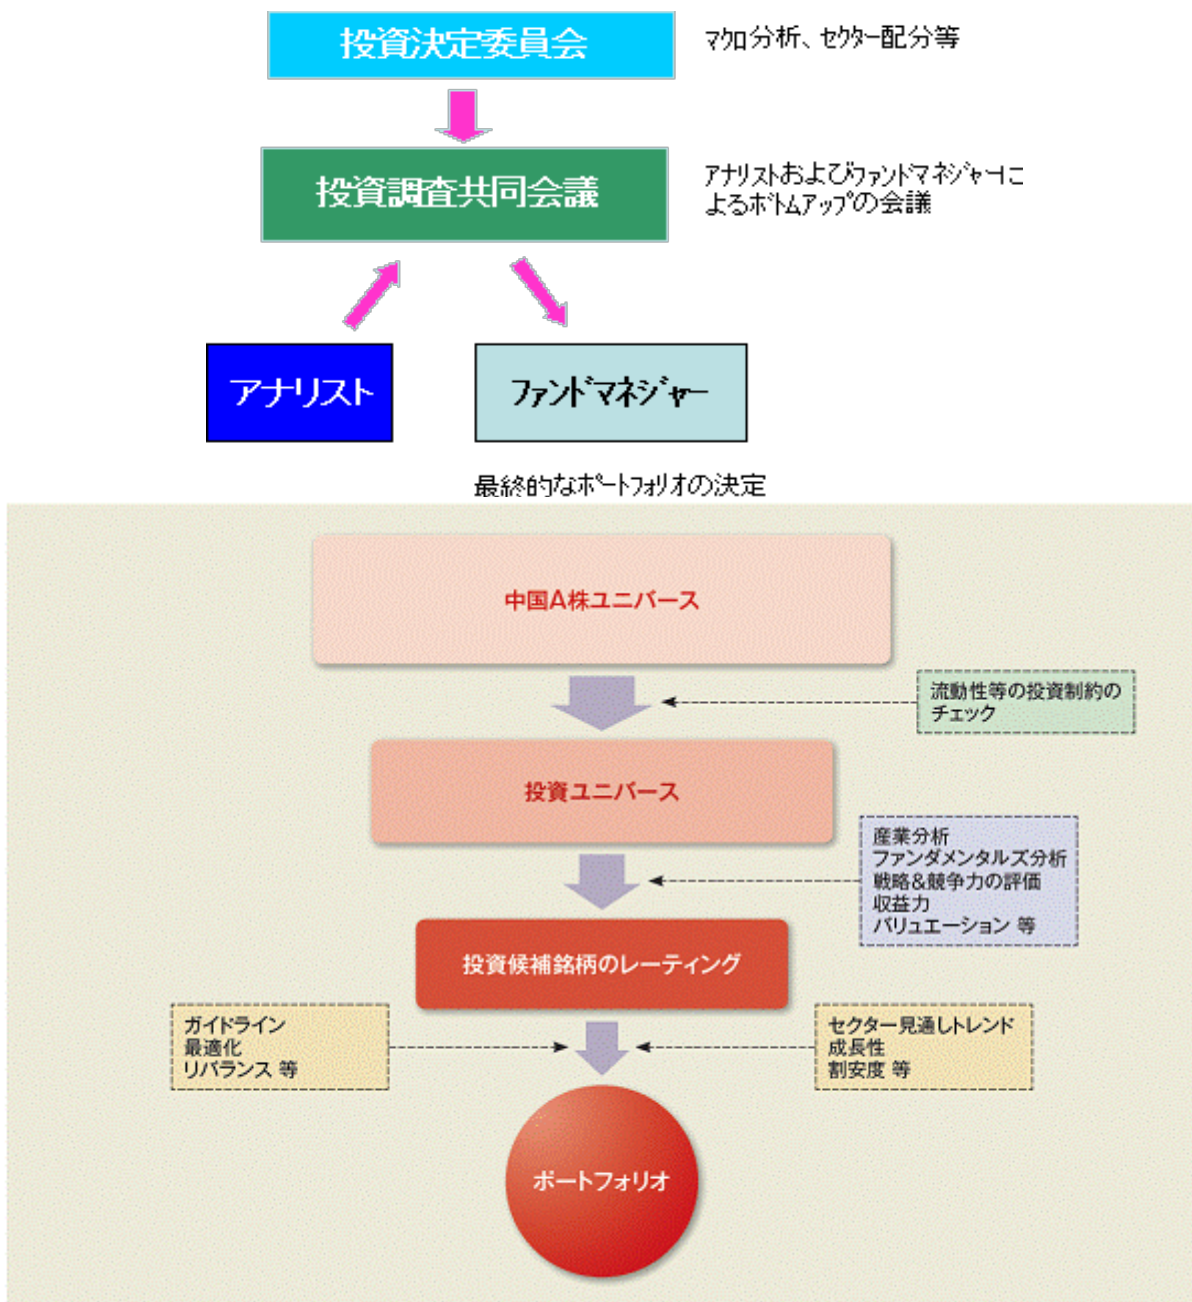 投資決定委員会
マクロ分析、セクター配分等
投資調査共同会議
アナリストおよびファンドマネジャーに
よるボトムアップの会議
アナリスト
ファンドマネジャー
最終的なポートフォリオの決定
中国A株ユニバース
流動性等の投資制約の
チェック
投資ユニバース
産業分析
ファンダメンタルズ分析
戦略&競争力の評価
収益力
バリュエーション 等
投資候補銘柄のレーティング
ガイドライン
最適化
リバランス 等
セクター見通しトレンド
成長性
割安度 等
ポートフォリオ